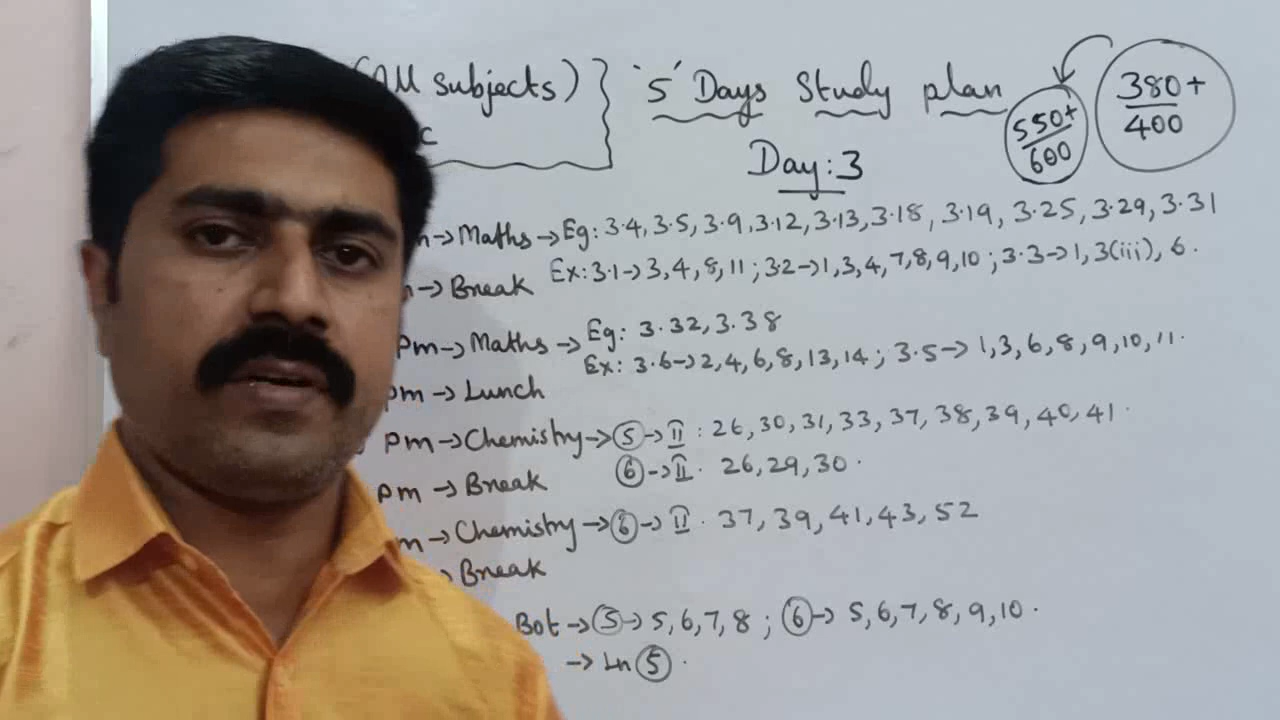 (All subjects) '5' Days Study plan 550+/600 380+/400
Day:3
→Maths→Eg: 3.4, 3.5, 3.9, 3.12, 3.13, 3.18, 3.19, 3.25, 3.29, 3.31
Ex: 3.1→3, 4, 8, 11; 3.2→1, 3, 4, 7, 8, 9, 10; 3.3→1, 3(iii), 6.
→Break
pm→Maths→Eg: 3.32, 3.38
Ex: 3.6→2, 4, 6, 8, 13, 14; 3.5→1, 3, 6, 8, 9, 10, 11.
pm→Lunch
pm→Chemistry→5→II: 26, 30, 31, 33, 37, 38, 39, 40, 41.
6→II. 26, 29, 30.
pm→Break
→Chemistry→6→II. 37, 39, 41, 43, 52
→Break
Bot→5→5, 6, 7, 8; 6→5, 6, 7, 8, 9, 10.
→Ln 5.